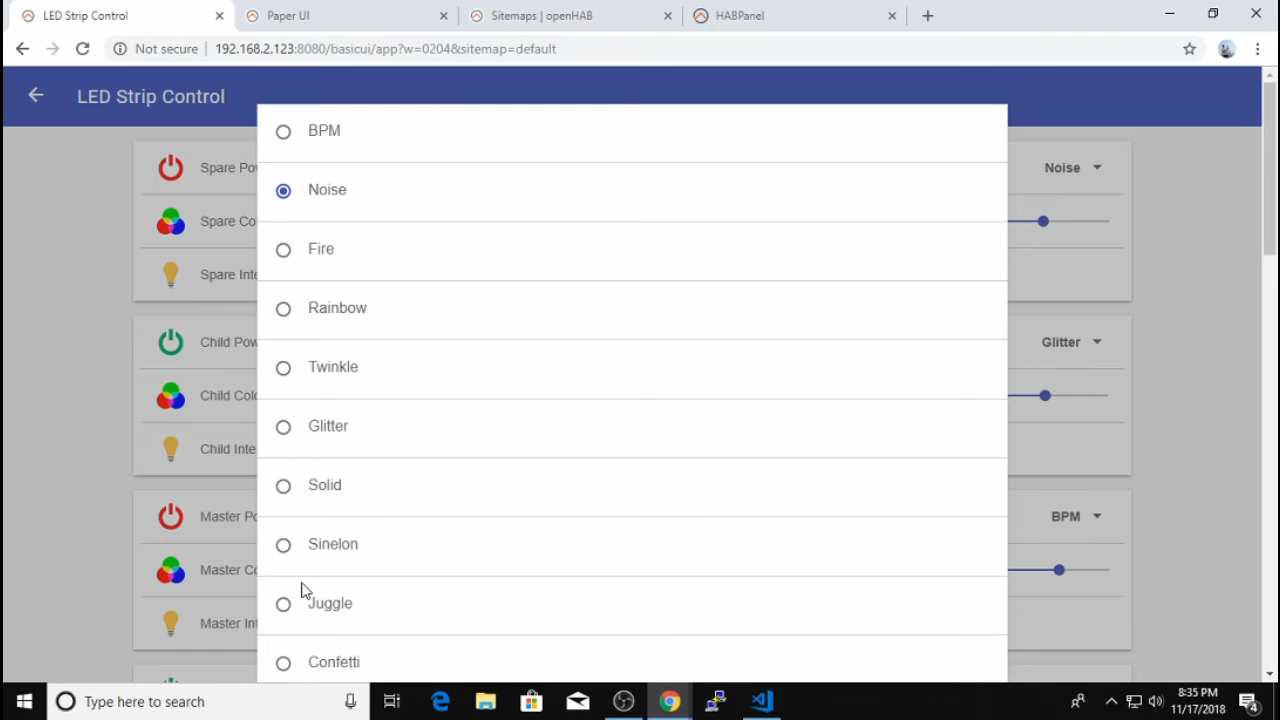 LED Strip Control
Paper UI
Sitemaps | openHAB
HABPanel
Not secure
192.168.2.123:8080/basicui/app?w=0204&sitemap=default
LED Strip Control
BPM
Noise
Fire
Rainbow
Twinkle
Glitter
Solid
Sinelon
Juggle
Confetti
Spare Pow
Noise
Spare Co
Spare Inte
Child Pow
Glitter
Child Colo
Child Inte
Master Po
BPM
Master Co
Master Int
Type here to search
8:35 PM
11/17/2018
4